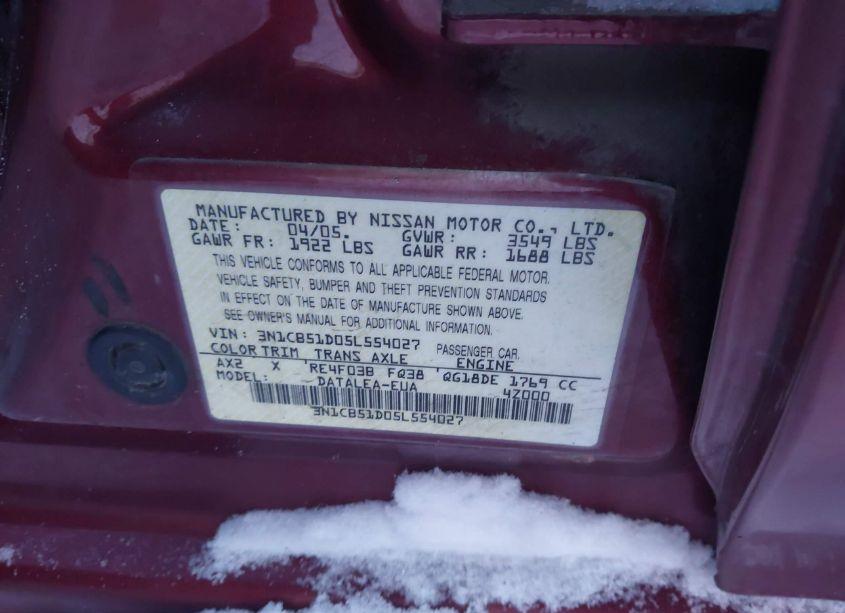 MANUFACTURED BY NISSAN MOTOR CO., LTD.
DATE: 04/05. GVWR: 3549 LBS
GAWR FR: 1922 LBS GAWR RR: 1688 LBS
THIS VEHICLE CONFORMS TO ALL APPLICABLE FEDERAL MOTOR
VEHICLE SAFETY, BUMPER AND THEFT PREVENTION STANDARDS
IN EFFECT ON THE DATE OF MANUFACTURE SHOWN ABOVE.
SEE OWNER'S MANUAL FOR ADDITIONAL INFORMATION.
VIN: 3N1CB51D05L554027 PASSENGER CAR
COLOR TRIM TRANS AXLE ENGINE
AX2 X RE4F03B FQ38 QG18DE 1769 CC
MODEL: DATALEA-EUA 4Z000
3N1CB51D05L554027